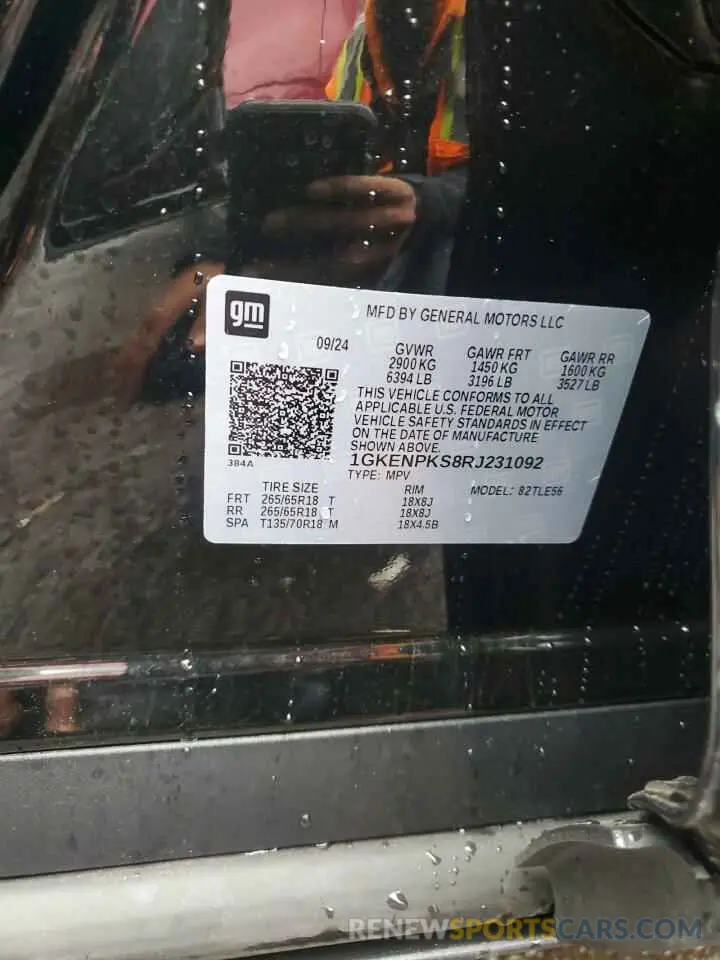 gm
MFD BY GENERAL MOTORS LLC
09/24 GVWR GAWR FRT GAWR RR
2900 KG 1450 KG 1600 KG
6394 LB 3196 LB 3527 LB
THIS VEHICLE CONFORMS TO ALL
APPLICABLE U.S. FEDERAL MOTOR
VEHICLE SAFETY STANDARDS IN EFFECT
ON THE DATE OF MANUFACTURE
SHOWN ABOVE.
384A
1GKENPKS8RJ231092
TYPE: MPV
TIRE SIZE RIM MODEL: 82TLE56
FRT 265/65R18 T 18X8J
RR 265/65R18 T 18X8J
SPA T135/70R18 M 18X4.5B
RENEWSPORTSCARS.COM